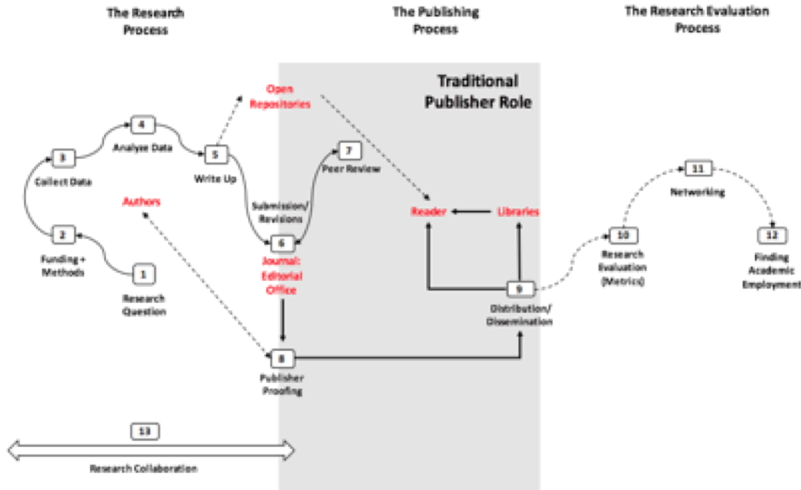 The Research
Process
The Publishing
Process
The Research Evaluation
Process
Traditional
Publisher Role
Open
Repositories
4
Analyze Data
3
Collect Data
5
Write Up
7
Peer Review
11
Networking
Authors
Submission/
Revisions
Reader
Libraries
2
Funding +
Methods
6
Journal:
Editorial
Office
10
Research
Evaluation
(Metrics)
12
Finding
Academic
Employment
1
Research
Question
9
Distribution/
Dissemination
8
Publisher
Proofing
13
Research Collaboration